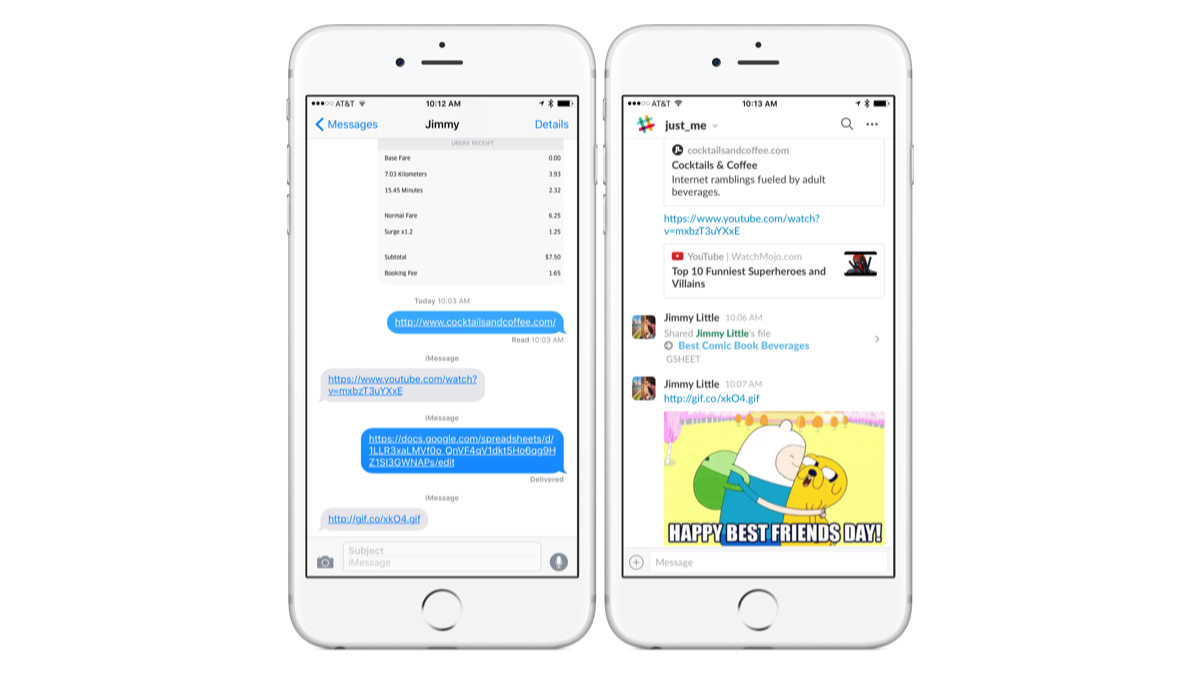 AT&T
10:12 AM
Messages
Jimmy
Details
UBERX RECEIPT
Base Fare 0.00
7.03 Kilometers 3.93
15.45 Minutes 2.32
Normal Fare 6.25
Surge x1.2 1.25
Subtotal $7.50
Booking Fee 1.65
Today 10:03 AM
http://www.cocktailsandcoffee.com/
Read 10:03 AM
iMessage
https://www.youtube.com/watch?
v=mxbzT3uYXxE
iMessage
https://docs.google.com/spreadsheets/d/
1LLR3xaLMVf0o_QnVF4qV1dkt5Ho6qg9H
Z1SI3GWNAPs/edit
Delivered
iMessage
http://gif.co/xkO4.gif
Subject
iMessage
AT&T
10:13 AM
just_me
cocktailsandcoffee.com
Cocktails & Coffee
Internet ramblings fueled by adult
beverages.
https://www.youtube.com/watch?
v=mxbzT3uYXxE
YouTube | WatchMojo.com
Top 10 Funniest Superheroes and
Villains
Jimmy Little 10:06 AM
Shared Jimmy Little's file
Best Comic Book Beverages
GSHEET
Jimmy Little 10:07 AM
http://gif.co/xkO4.gif
HAPPY BEST FRIENDS DAY!
Message